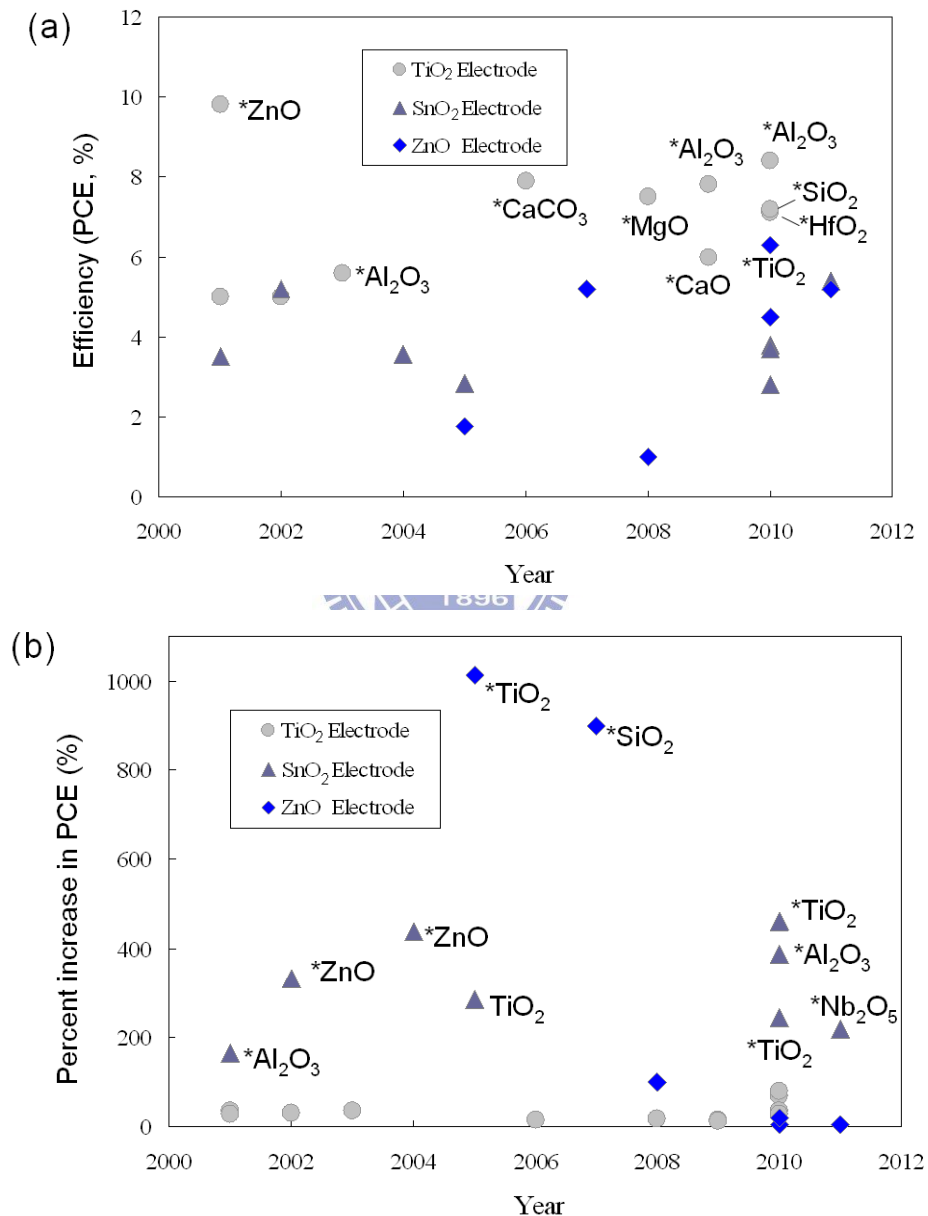 (a)
12
10
8
6
4
2
0
Efficiency (PCE, %)
TiO₂ Electrode
SnO₂ Electrode
ZnO Electrode
*ZnO
*Al₂O₃
*CaCO₃
*MgO
*Al₂O₃
*CaO
*Al₂O₃
*SiO₂
*HfO₂
*TiO₂
2000 2002 2004 2006 2008 2010 2012
Year
1896
(b)
1000
800
600
400
200
0
Percent increase in PCE (%)
TiO₂ Electrode
SnO₂ Electrode
ZnO Electrode
*TiO₂
*SiO₂
*Al₂O₃
*ZnO
*ZnO
TiO₂
*TiO₂
*Al₂O₃
*Nb₂O₅
*TiO₂
2000 2002 2004 2006 2008 2010 2012
Year